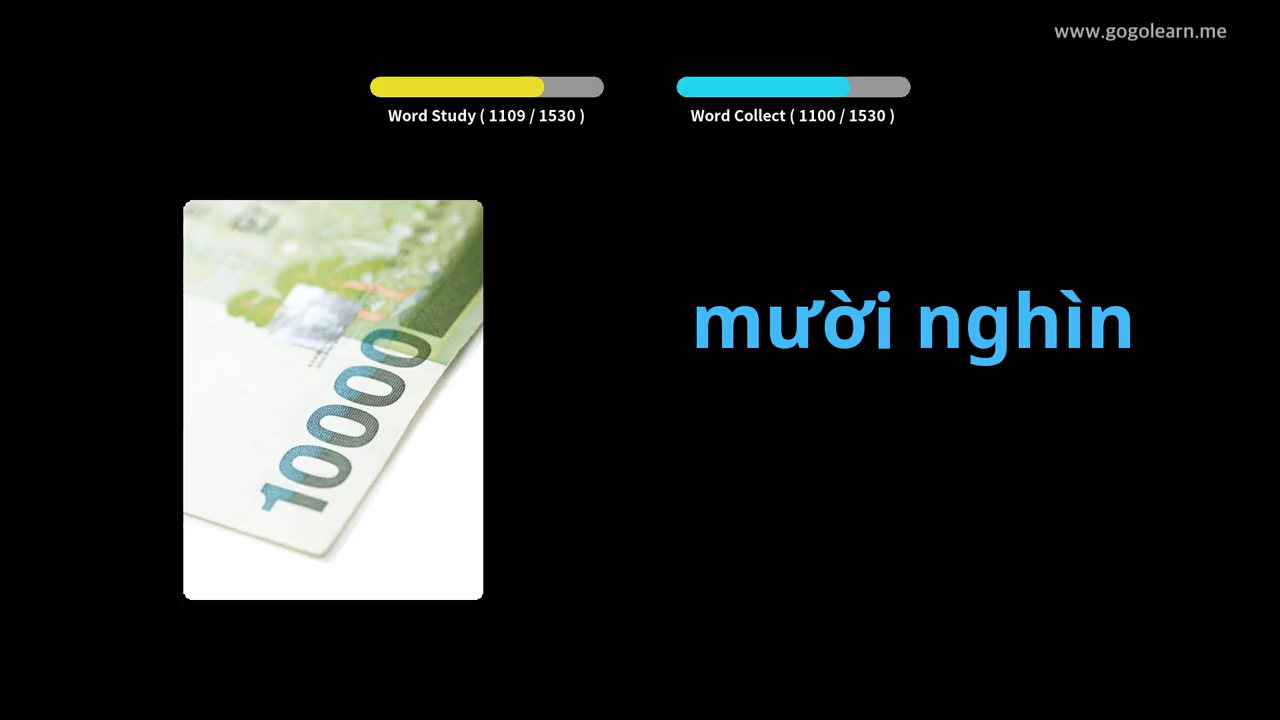 www.gogolearn.me
Word Study ( 1109 / 1530 )
Word Collect ( 1100 / 1530 )
10000
mười nghìn